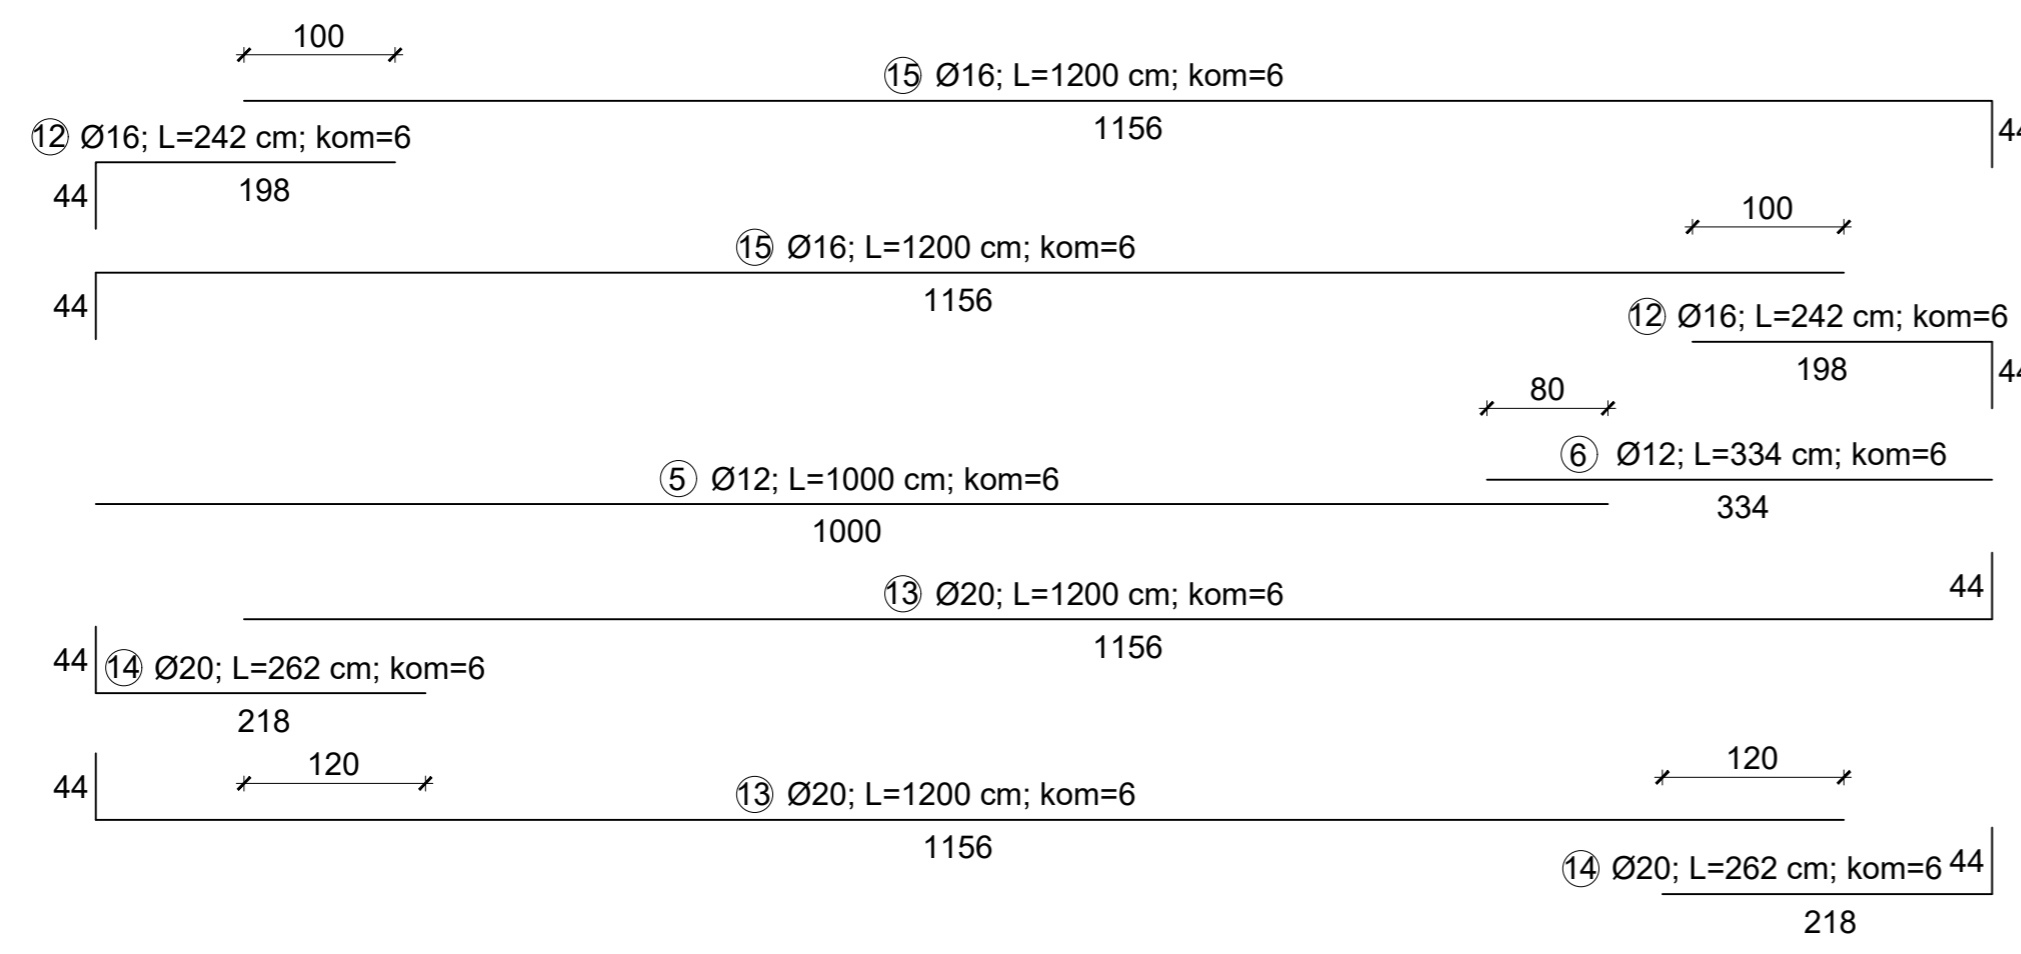 100
15 Ø16; L=1200 cm; kom=6
1156
44
12 Ø16; L=242 cm; kom=6
44
198
100
15 Ø16; L=1200 cm; kom=6
44
1156
12 Ø16; L=242 cm; kom=6
198
44
80
6 Ø12; L=334 cm; kom=6
334
5 Ø12; L=1000 cm; kom=6
1000
13 Ø20; L=1200 cm; kom=6
44
1156
44
14 Ø20; L=262 cm; kom=6
218
120
120
44
13 Ø20; L=1200 cm; kom=6
1156
14 Ø20; L=262 cm; kom=6
44
218